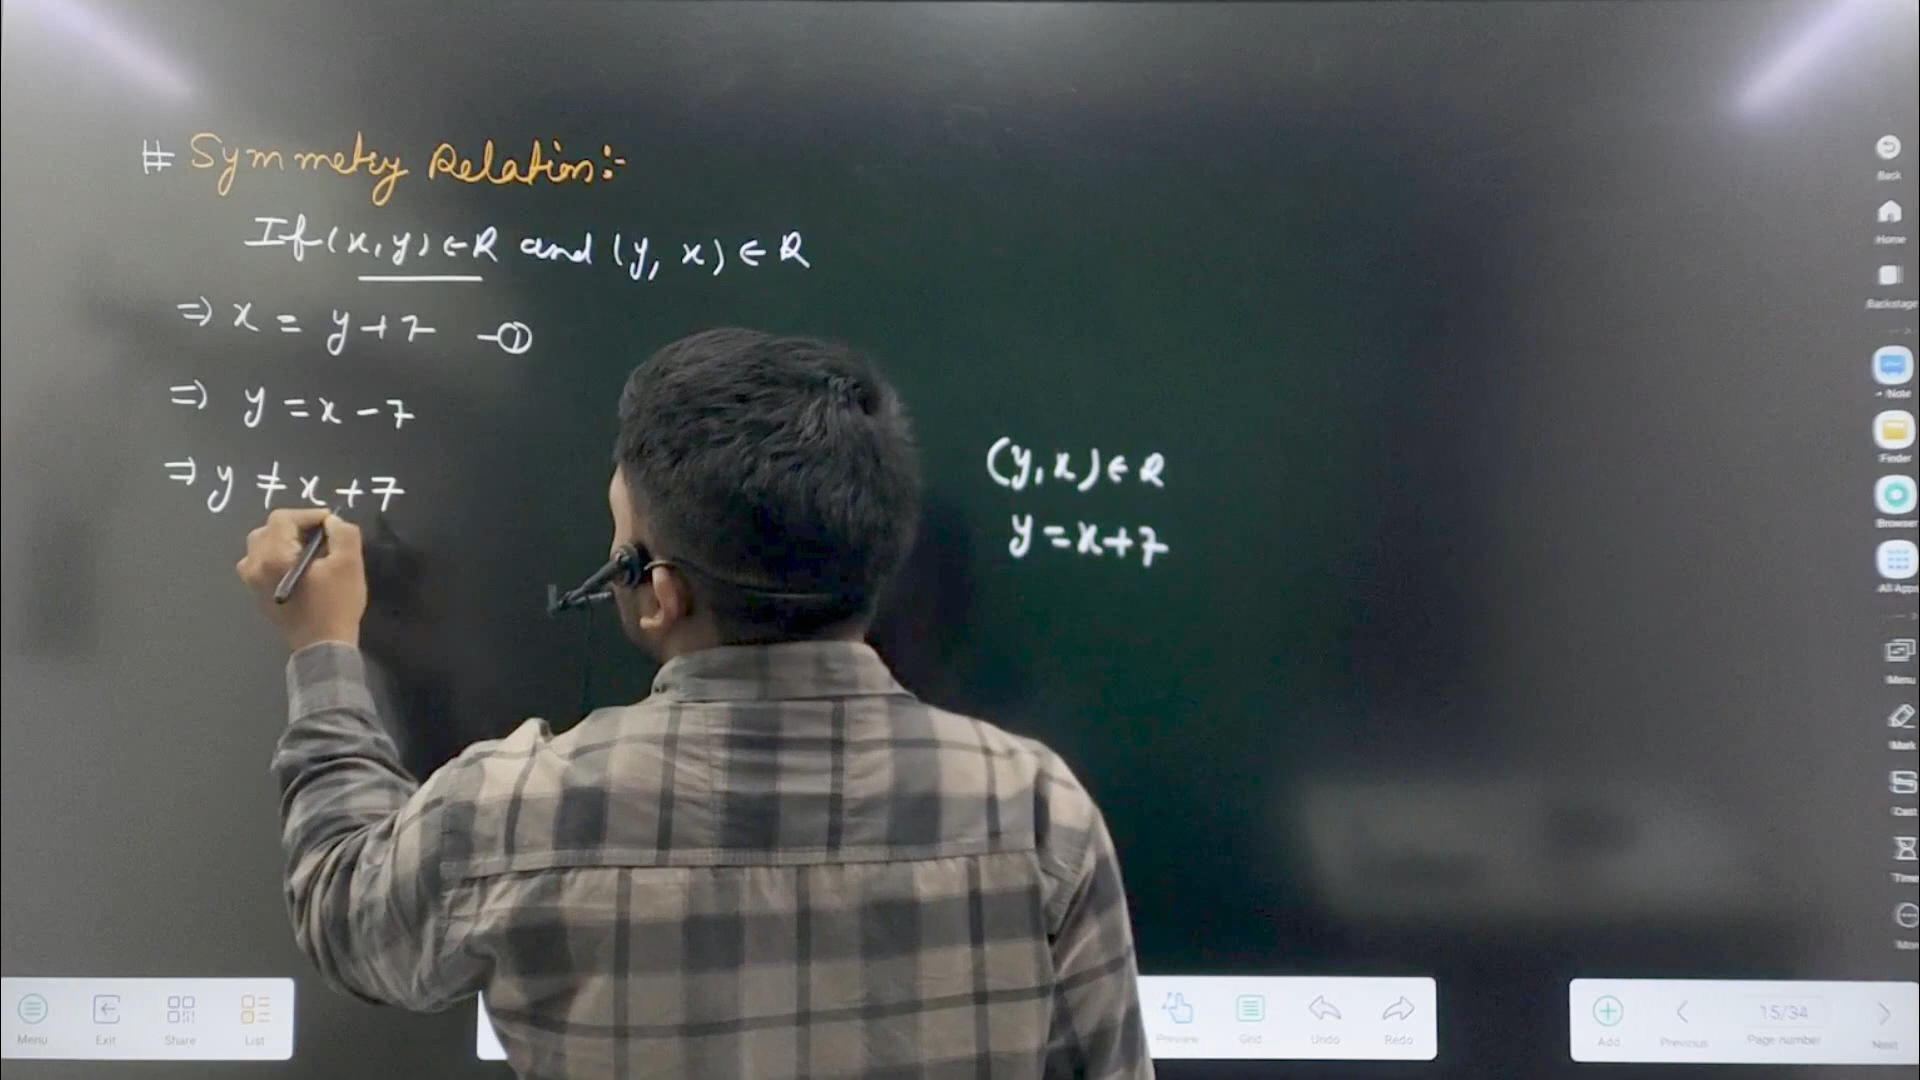 # Symmetry Relation:-
If (x, y) ∈ R and (y, x) ∈ R
⇒ x = y + 7 -①
⇒ y = x - 7
⇒ y ≠ x + 7
(y, x) ∈ R
y = x + 7
Back
Home
Backstage
Note
Finder
Browser
All Apps
Menu
Mark
Cast
Time
Menu
Exit
Share
List
Preview
Grid
Undo
Redo
Add
Previous
15/34
Page number
Next